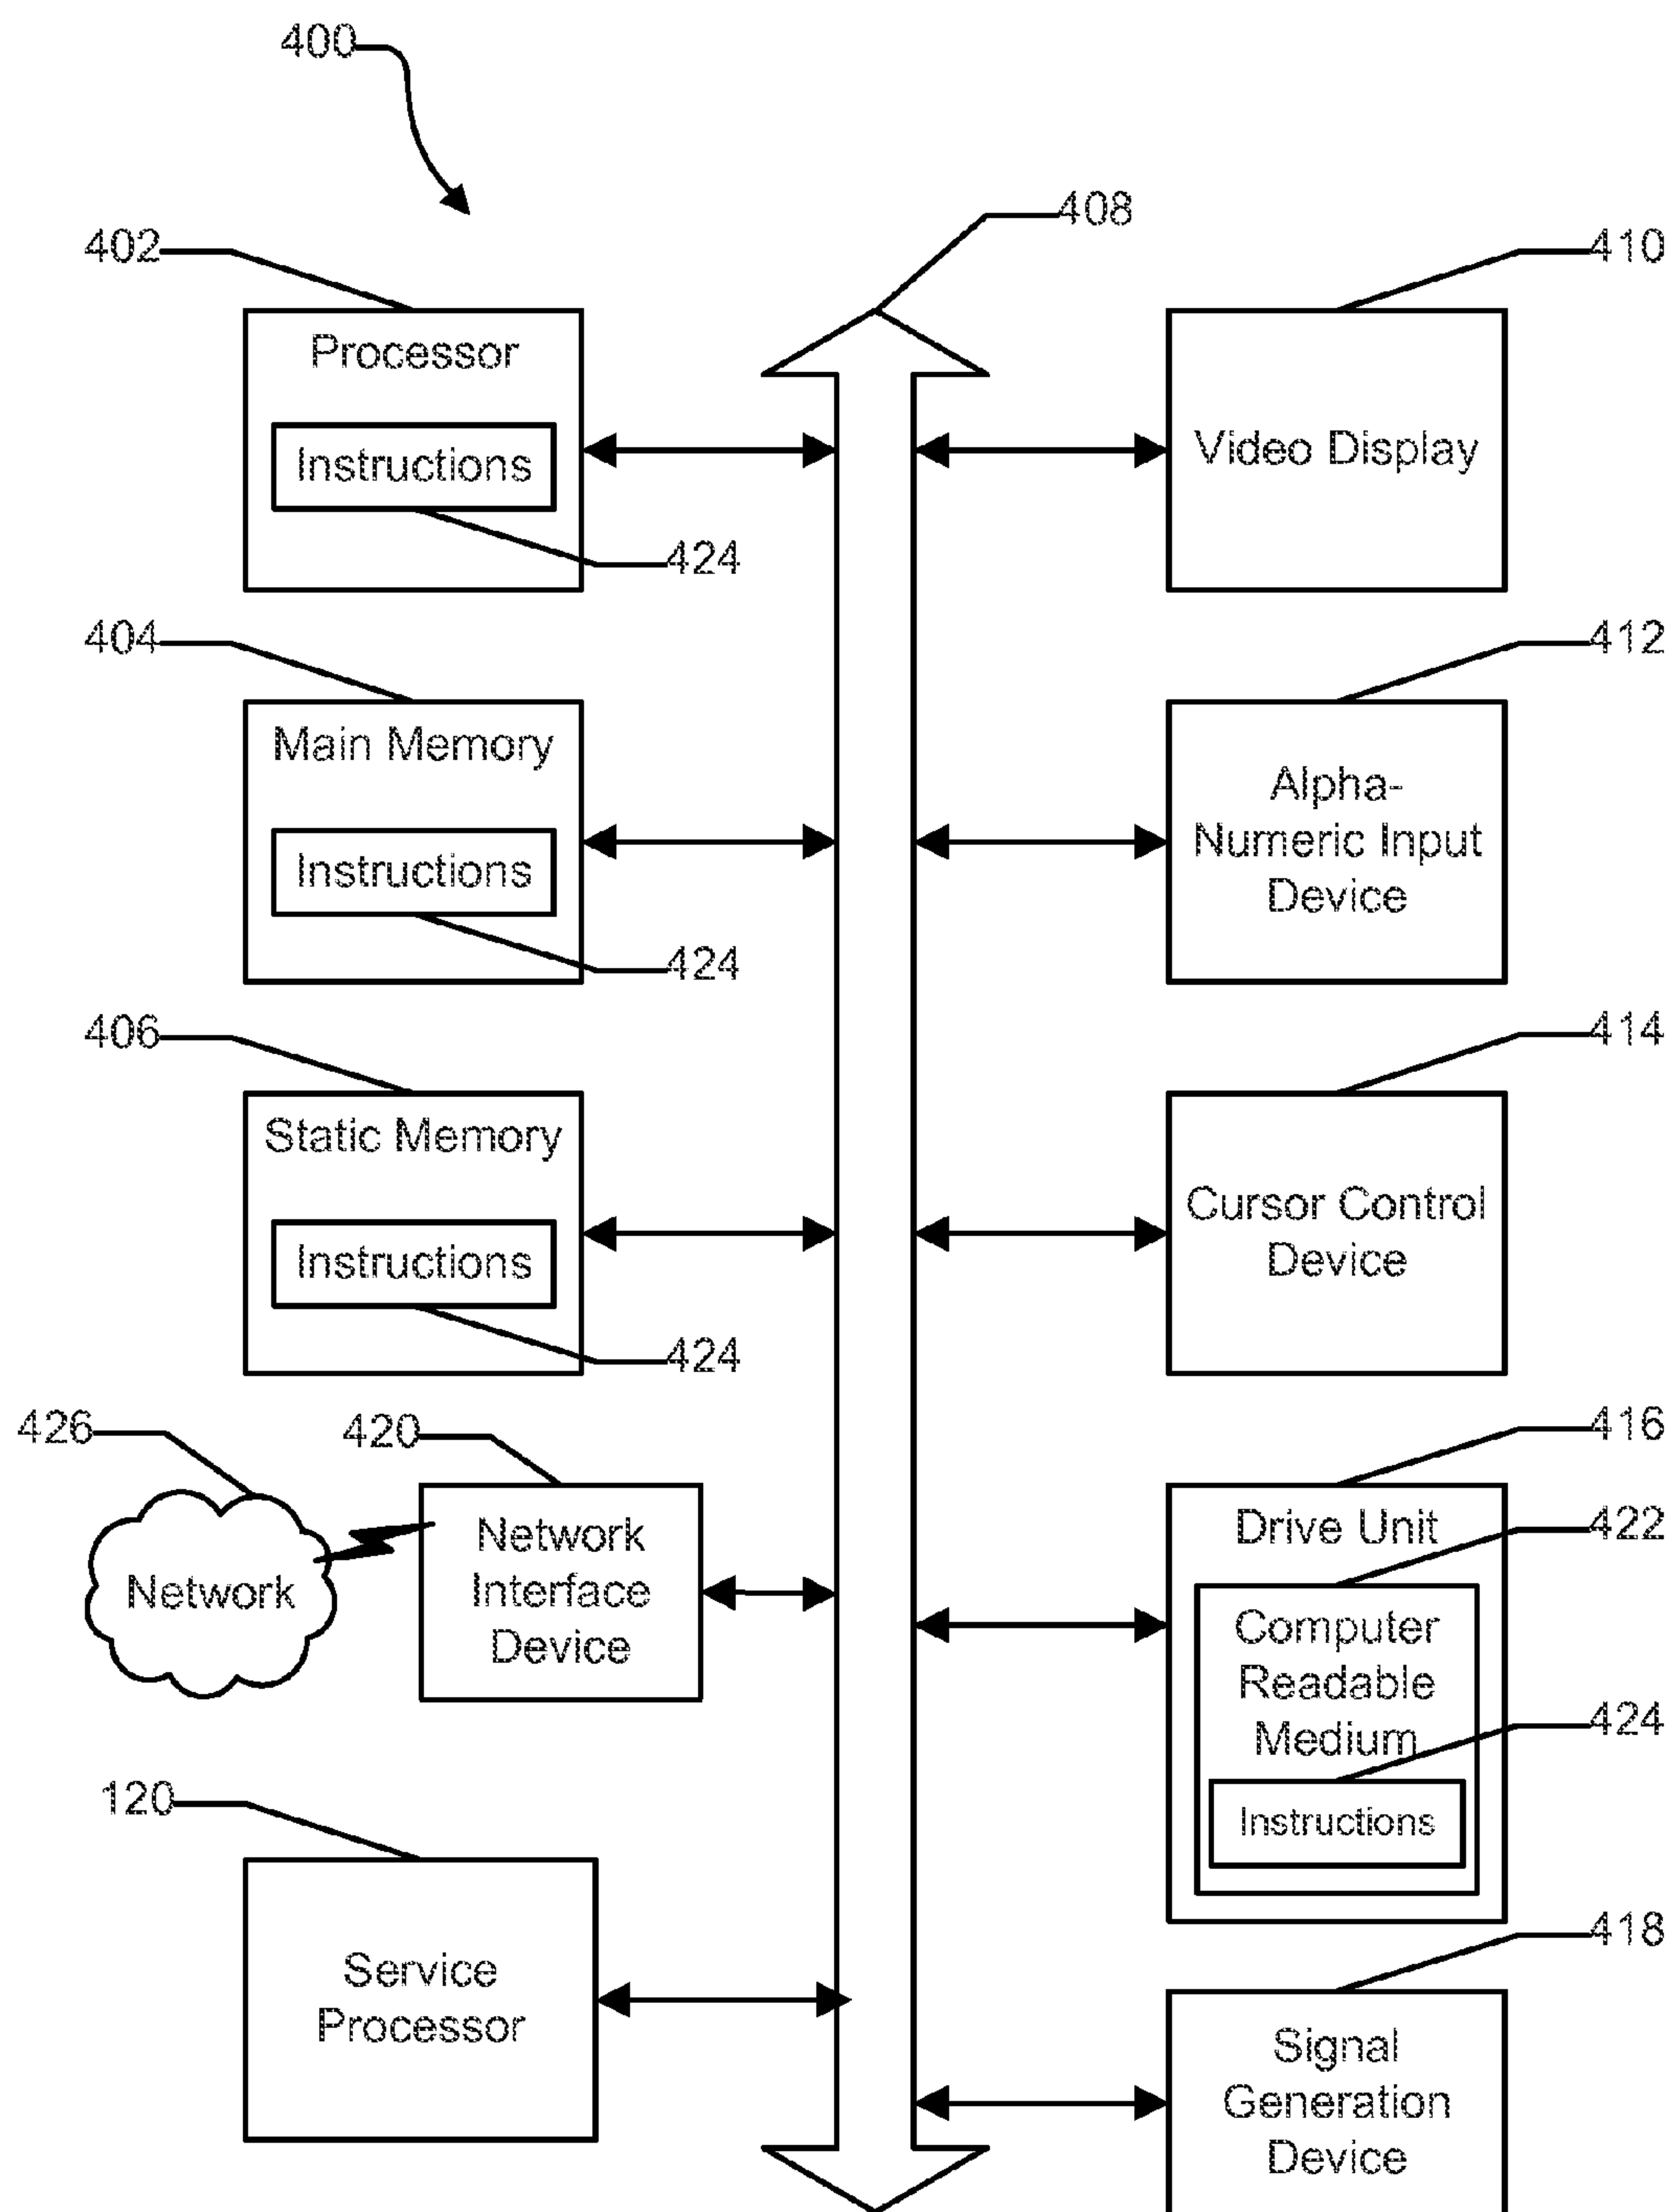 400
408
402
Processor
Instructions
424
404
Main Memory
Instructions
424
406
Static Memory
Instructions
424
426
Network
420
Network
Interface
Device
120
Service
Processor
410
Video Display
412
Alpha-
Numeric Input
Device
414
Cursor Control
Device
416
Drive Unit
422
Computer
Readable
Medium
424
Instructions
418
Signal
Generation
Device